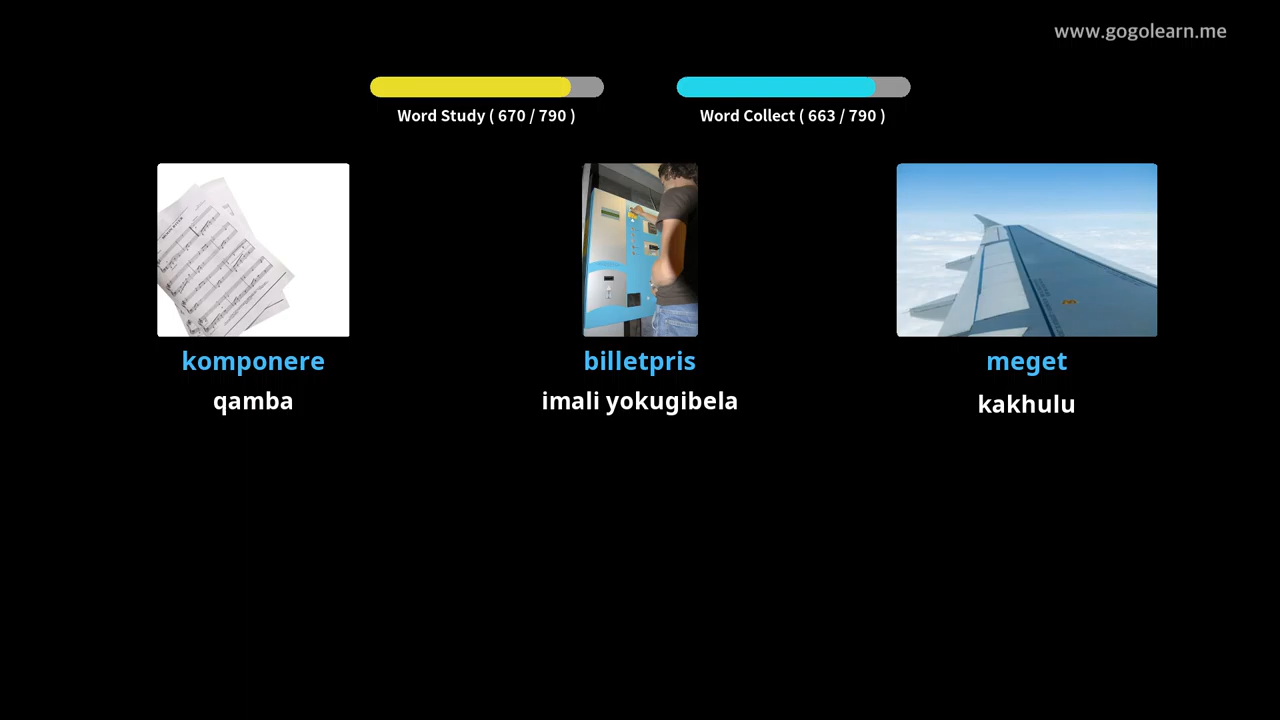 www.gogolearn.me
Word Study ( 670 / 790 )
Word Collect ( 663 / 790 )
komponere
billetpris
meget
qamba
imali yokugibela
kakhulu